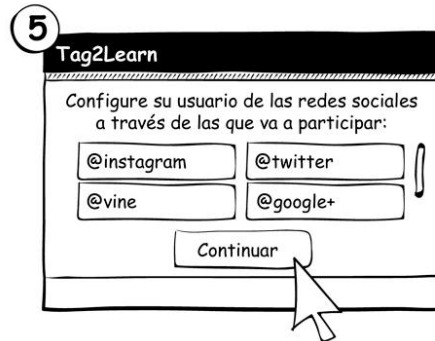 5
Tag2Learn
Configure su usuario de las redes sociales
a través de las que va a participar:
@instagram
@twitter
@vine
@google+
Continuar